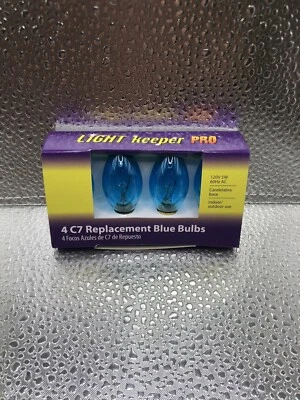 LIGHT keeper PRO
120V 5W
60Hz AC
Candelabra
base
Indoor/
outdoor use
4 C7 Replacement Blue Bulbs
4 Focos Azules de C7 de Repuesto